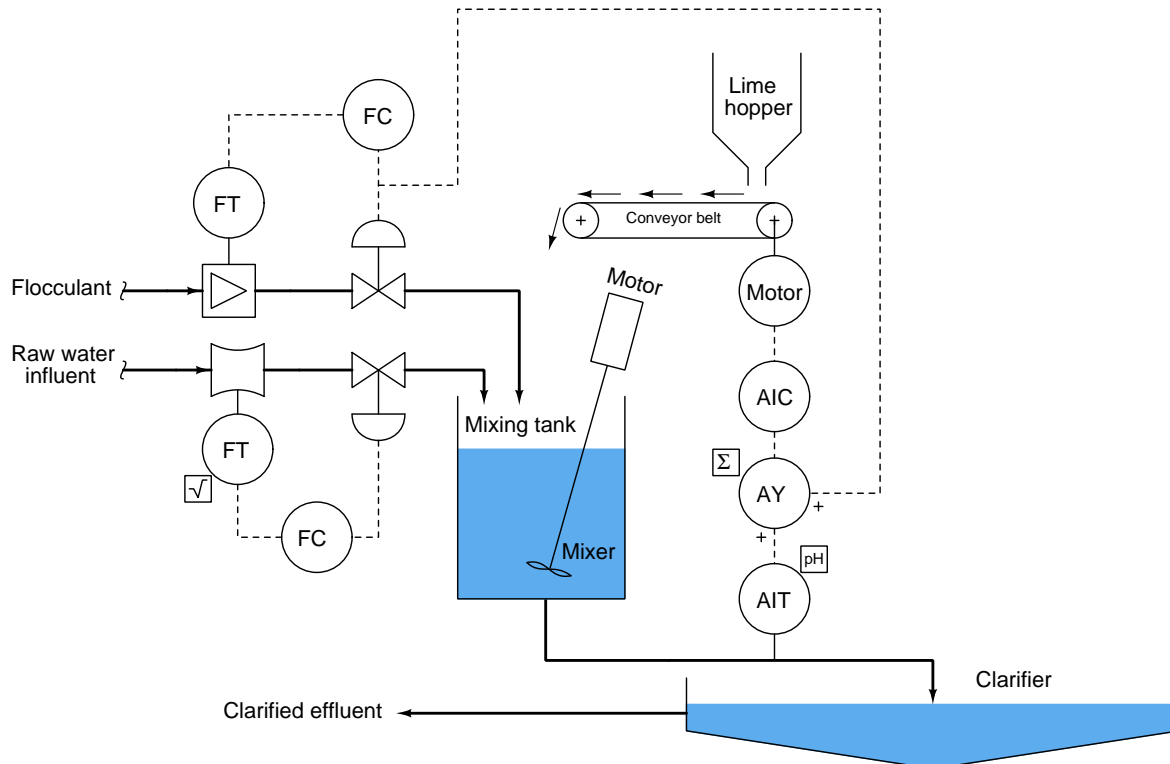 FC
Lime
hopper
FT
Conveyor belt
+
+
Motor
Motor
Flocculant
Raw water
influent
AIC
Mixing tank
FT
√
Σ
AY
+
+
FC
Mixer
pH
AIT
Clarifier
Clarified effluent